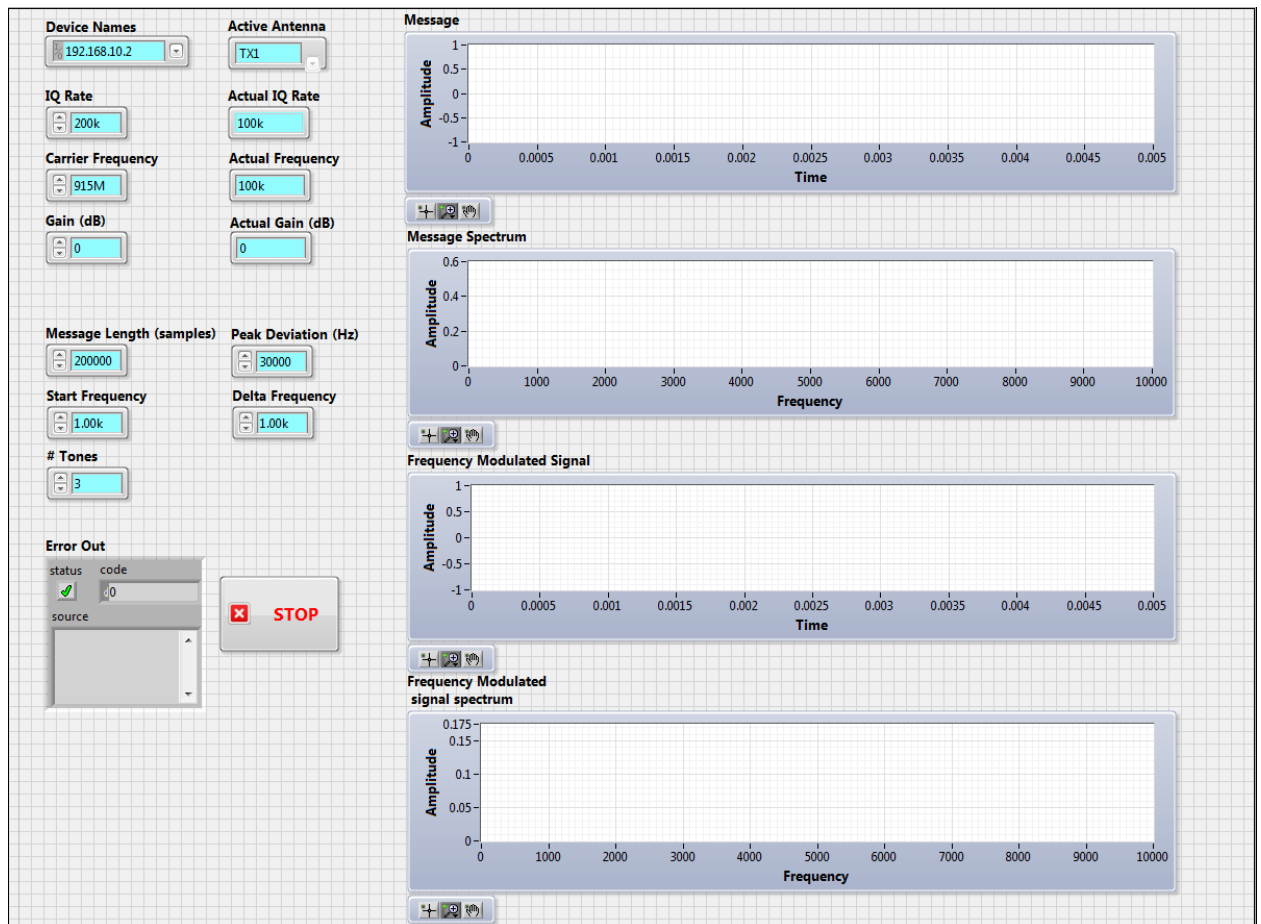 Device Names
192.168.10.2
Active Antenna
TX1
IQ Rate
200k
Actual IQ Rate
100k
Carrier Frequency
915M
Actual Frequency
100k
Gain (dB)
0
Actual Gain (dB)
0
Message Length (samples)
200000
Peak Deviation (Hz)
30000
Start Frequency
1.00k
Delta Frequency
1.00k
# Tones
3
Error Out
status code
0
source
STOP
Message
Amplitude
1
0.5
0
-0.5
-1
0 0.0005 0.001 0.0015 0.002 0.0025 0.003 0.0035 0.004 0.0045 0.005
Time
Message Spectrum
Amplitude
0.6
0.4
0.2
0
0 1000 2000 3000 4000 5000 6000 7000 8000 9000 10000
Frequency
Frequency Modulated Signal
Amplitude
1
0.5
0
-0.5
-1
0 0.0005 0.001 0.0015 0.002 0.0025 0.003 0.0035 0.004 0.0045 0.005
Time
Frequency Modulated
signal spectrum
Amplitude
0.175
0.15
0.1
0.05
0
0 1000 2000 3000 4000 5000 6000 7000 8000 9000 10000
Frequency